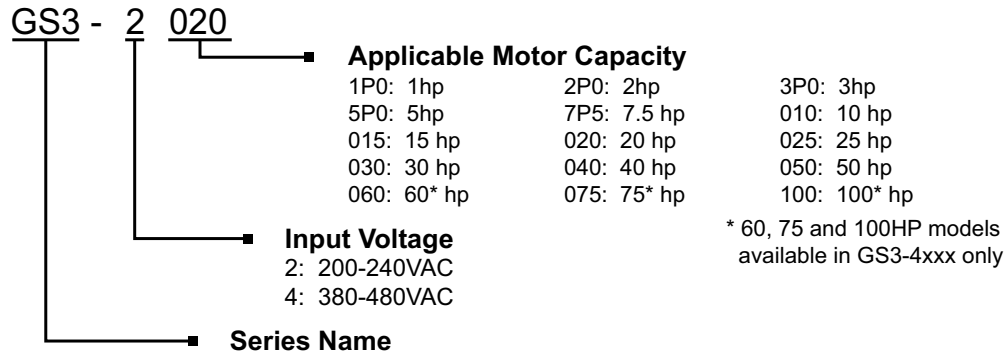 GS3 - 2 020
Applicable Motor Capacity
1P0: 1hp 2P0: 2hp 3P0: 3hp
5P0: 5hp 7P5: 7.5 hp 010: 10 hp
015: 15 hp 020: 20 hp 025: 25 hp
030: 30 hp 040: 40 hp 050: 50 hp
060: 60* hp 075: 75* hp 100: 100* hp
* 60, 75 and 100HP models
available in GS3-4xxx only
Input Voltage
2: 200-240VAC
4: 380-480VAC
Series Name